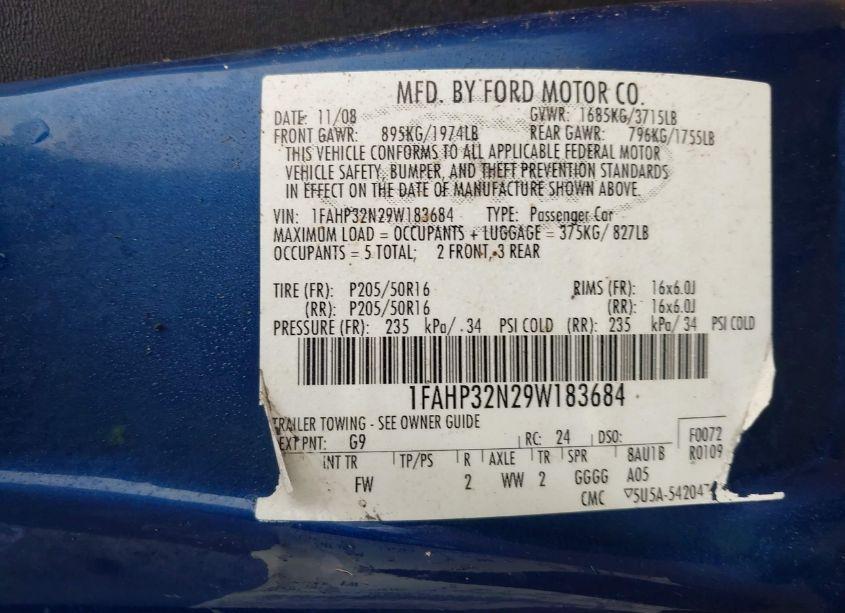 MFD. BY FORD MOTOR CO.
DATE: 11/08 GVWR: 1685KG/3715LB
FRONT GAWR: 895KG/1974LB REAR GAWR: 796KG/1755LB
THIS VEHICLE CONFORMS TO ALL APPLICABLE FEDERAL MOTOR
VEHICLE SAFETY, BUMPER, AND THEFT PREVENTION STANDARDS
IN EFFECT ON THE DATE OF MANUFACTURE SHOWN ABOVE.
VIN: 1FAHP32N29W183684 TYPE: Passenger Car
MAXIMUM LOAD = OCCUPANTS + LUGGAGE = 375KG/ 827LB
OCCUPANTS = 5 TOTAL; 2 FRONT, 3 REAR
TIRE (FR): P205/50R16 RIMS (FR): 16x6.0J
(RR): P205/50R16 (RR): 16x6.0J
PRESSURE (FR): 235 kPa/ 34 PSI COLD (RR): 235 kPa/ 34 PSI COLD
1FAHP32N29W183684
TRAILER TOWING - SEE OWNER GUIDE
EXT PNT: G9 RC: 24 DSO: F0072
INT TR TP/PS R AXLE TR SPR 8AU1B R0109
FW 2 WW 2 GGGG A05
CMC ▽5U5A-54204